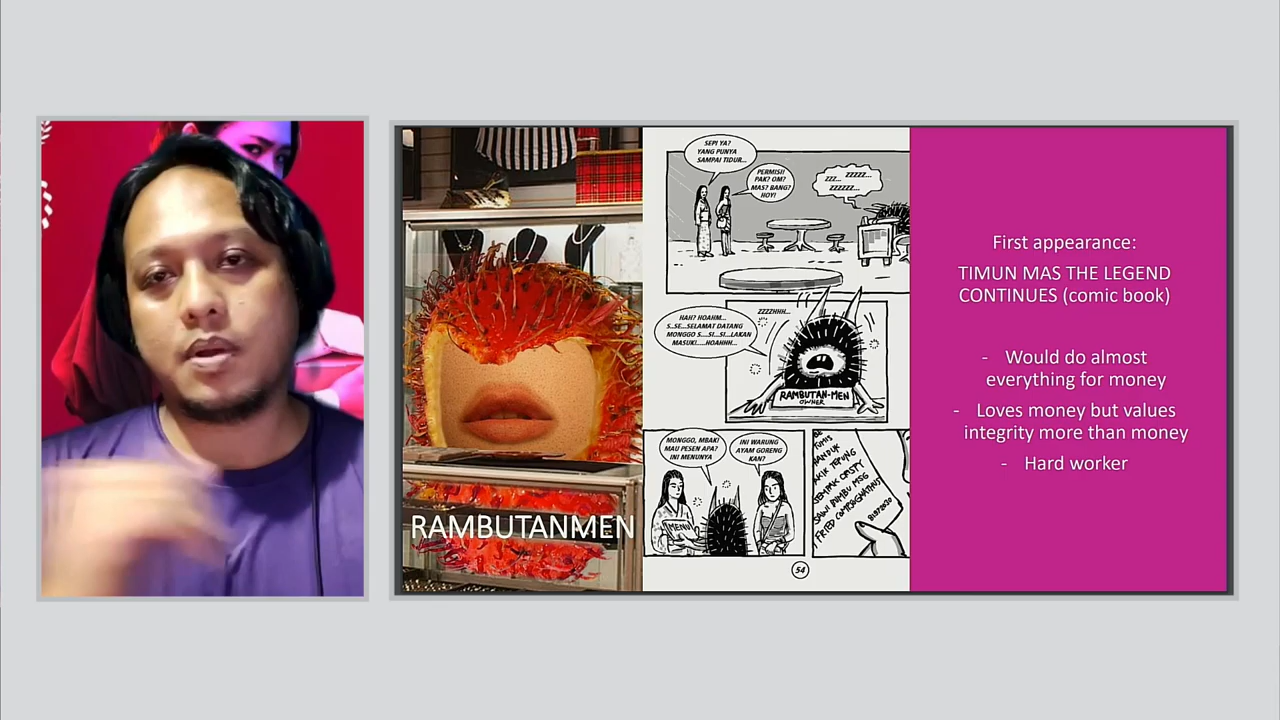 RAMBUTANMEN
SEPI YA?
YANG PUNYA
SAMPAI TIDUR...
PERMISI!
PAK? OM?
MAS? BANG?
HOY!
ZZZ... ZZZZZ...
ZZZZZZ...
HAH? HOAHM...
S..SE...SELAMAT DATANG
MONGGO S....SI...SI...LAKAN
MASUK!....HOAHHH...
ZZZZHHH...
RAMBUTAN-MEN
OWNER
MONGGO, MBAK!
MAU PESEN APA?
INI MENUNYA
INI WARUNG
AYAM GORENG
KAN?
MENU
TUMIS
54
First appearance:
TIMUN MAS THE LEGEND
CONTINUES (comic book)
- Would do almost
everything for money
- Loves money but values
integrity more than money
- Hard worker